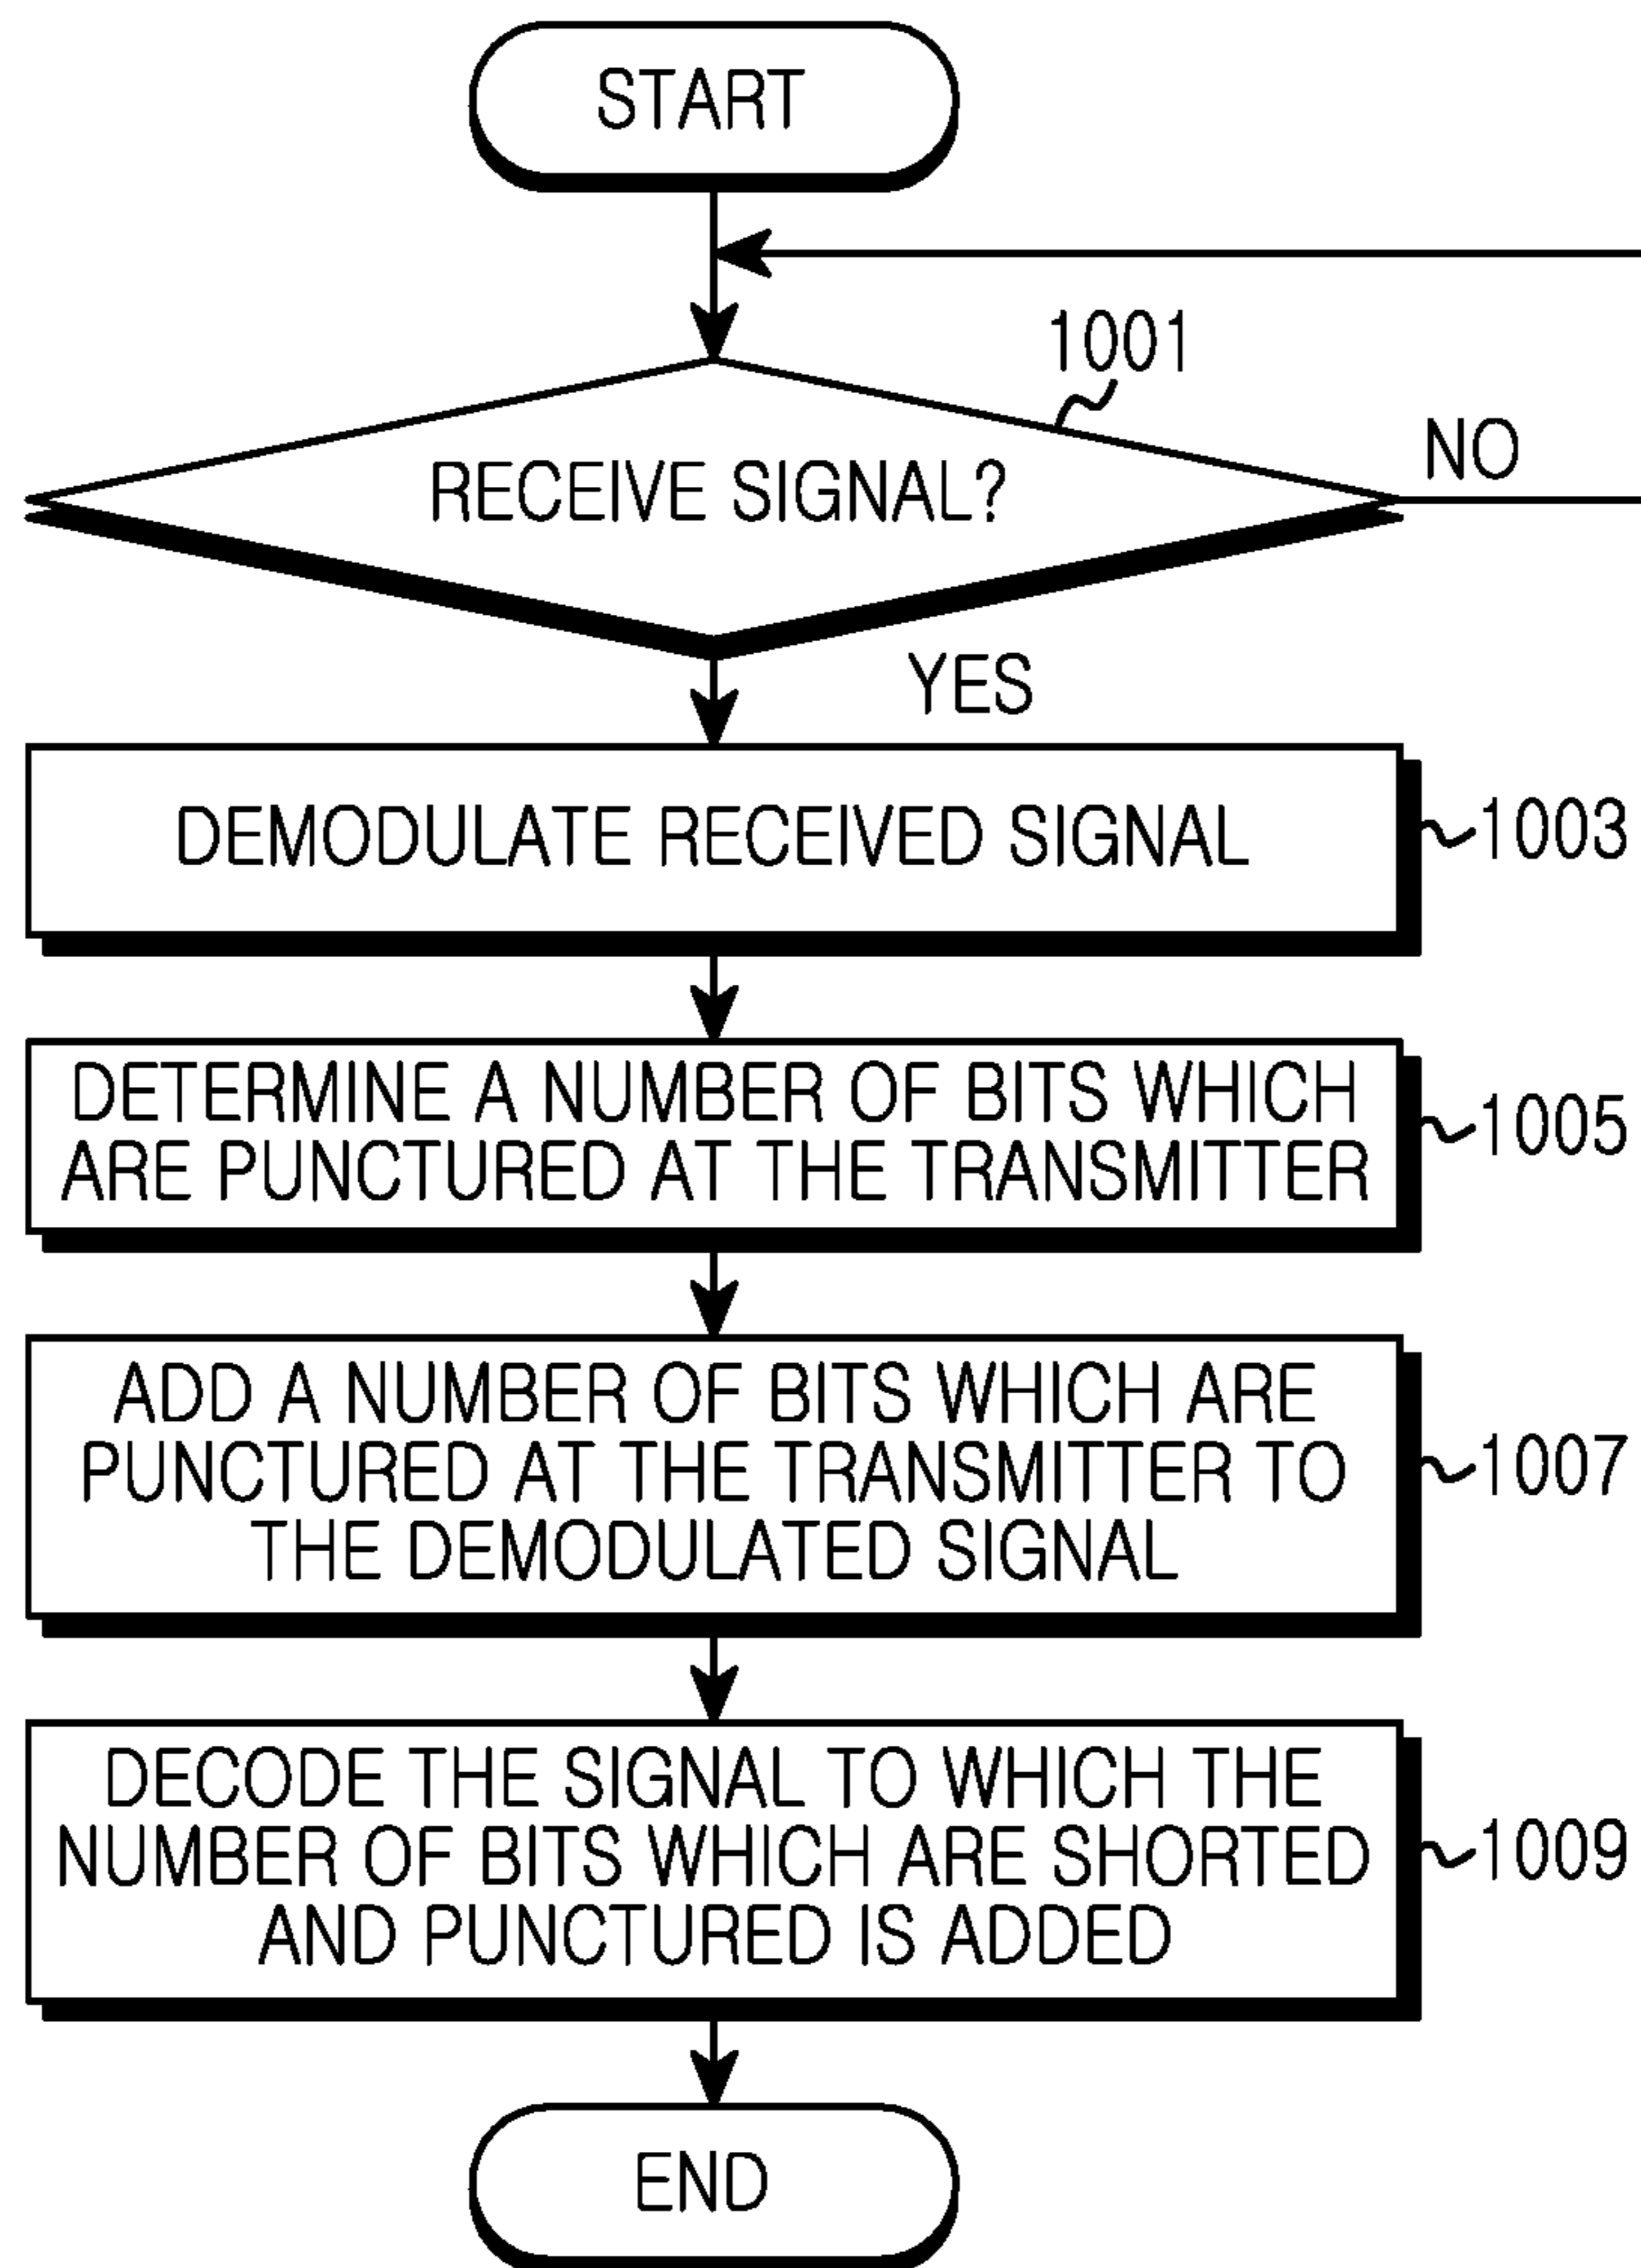 START
1001
RECEIVE SIGNAL?
NO
YES
DEMODULATE RECEIVED SIGNAL
1003
DETERMINE A NUMBER OF BITS WHICH
ARE PUNCTURED AT THE TRANSMITTER
1005
ADD A NUMBER OF BITS WHICH ARE
PUNCTURED AT THE TRANSMITTER TO
THE DEMODULATED SIGNAL
1007
DECODE THE SIGNAL TO WHICH THE
NUMBER OF BITS WHICH ARE SHORTED
AND PUNCTURED IS ADDED
1009
END